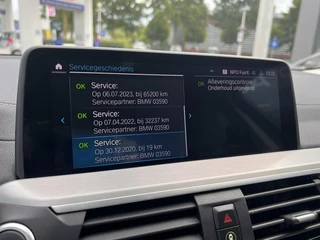 Servicegeschiedenis
NPO Fun!
OK Service:
Op 06.07.2023, bij 65200 km
Servicepartner: BMW 03590
OK Service:
Op 07.04.2022, bij 32237 km
Servicepartner: BMW 03590
OK Service:
Op 30.12.2020, bij 19 km
Servicepartner: BMW 03590
OK Afleveringscontrole
Onderhoud uitgevoerd